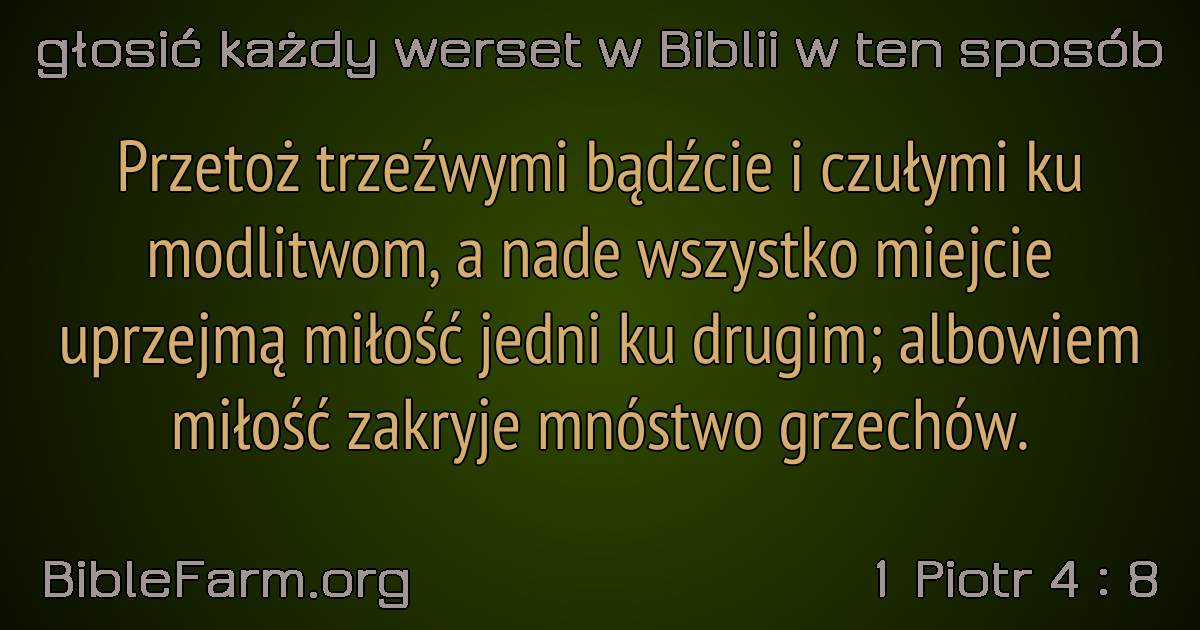 głosić każdy werset w Biblii w ten sposób
Przetoż trzeźwymi bądźcie i czułymi ku
modlitwom, a nade wszystko miejcie
uprzejmą miłość jedni ku drugim; albowiem
miłość zakryje mnóstwo grzechów.
BibleFarm.org
1 Piotr 4 : 8